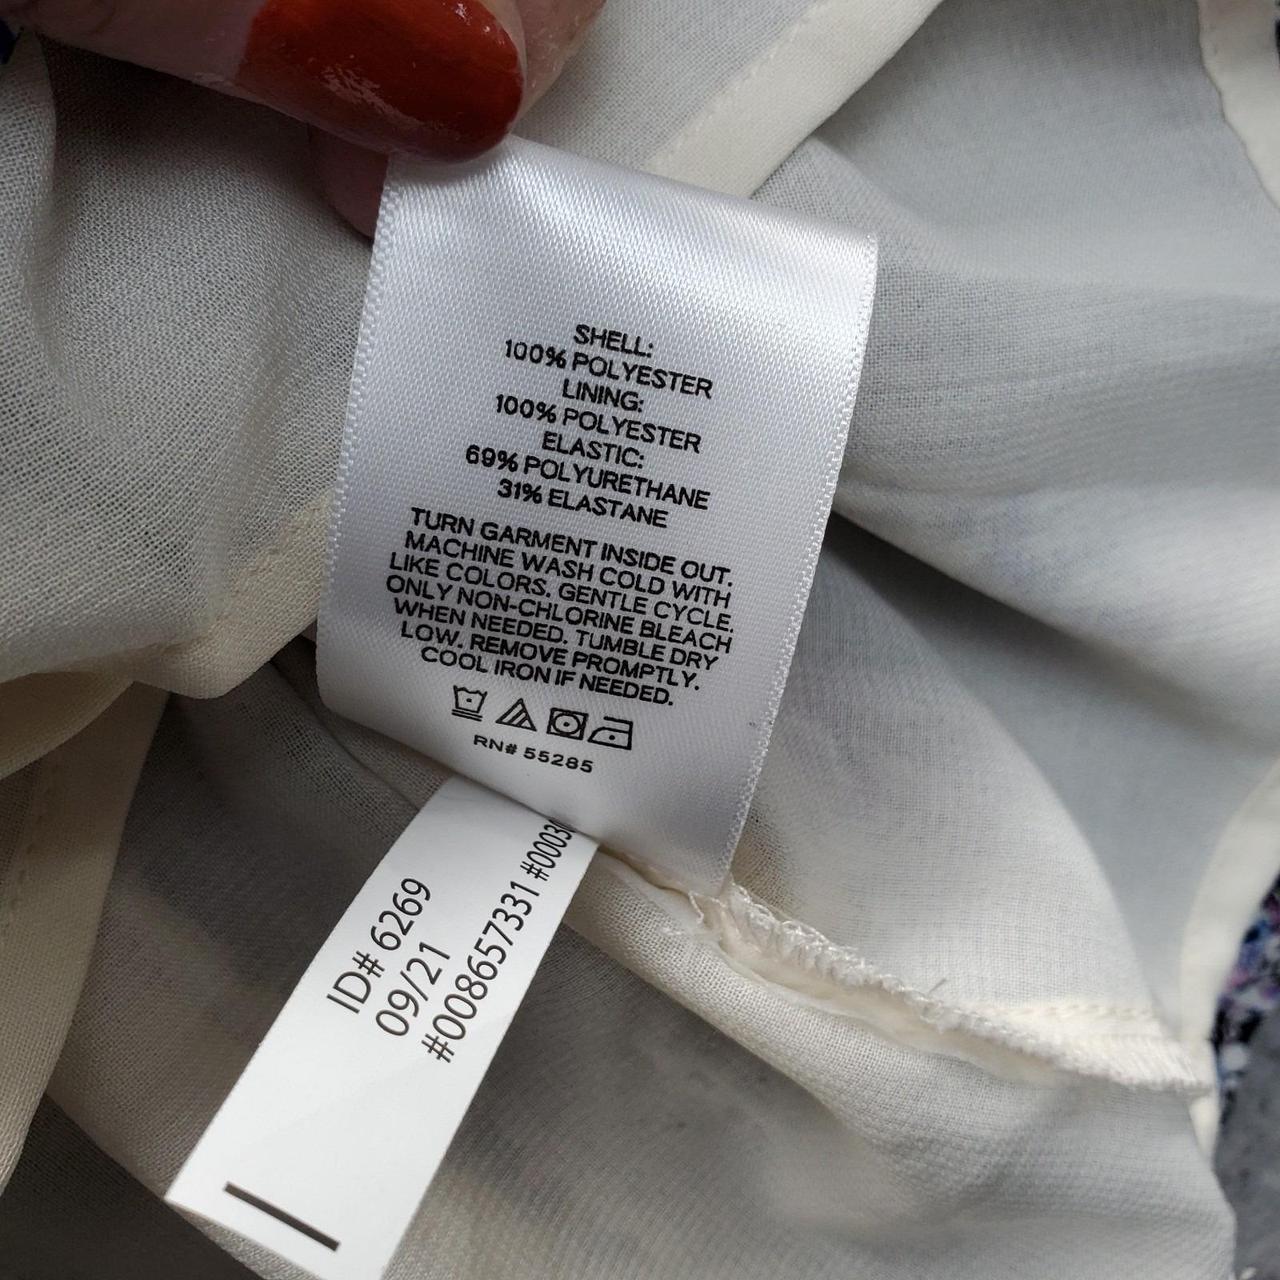 SHELL:
100% POLYESTER
LINING:
100% POLYESTER
ELASTIC:
69% POLYURETHANE
31% ELASTANE
TURN GARMENT INSIDE OUT.
MACHINE WASH COLD WITH
LIKE COLORS. GENTLE CYCLE.
ONLY NON-CHLORINE BLEACH
WHEN NEEDED. TUMBLE DRY
LOW. REMOVE PROMPTLY.
COOL IRON IF NEEDED.
RN# 55285
ID# 6269
09/21
#008657331